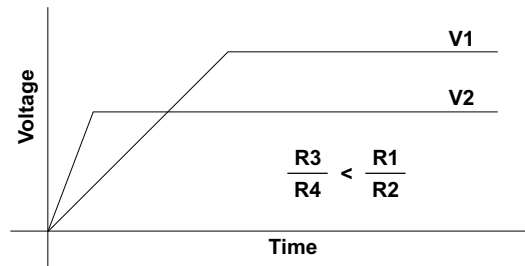 V1
Voltage
V2
R3 < R1
R4 R2
Time